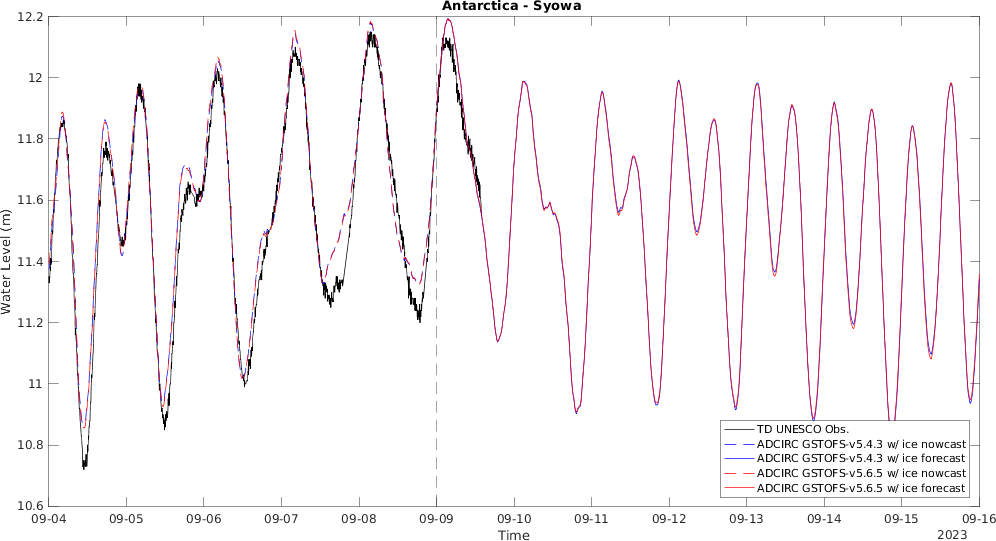 Antarctica - Syowa
Water Level (m)
12.2
12
11.8
11.6
11.4
11.2
11
10.8
10.6
TD UNESCO Obs.
ADCIRC GSTOFS-v5.4.3 w/ ice nowcast
ADCIRC GSTOFS-v5.4.3 w/ ice forecast
ADCIRC GSTOFS-v5.6.5 w/ ice nowcast
ADCIRC GSTOFS-v5.6.5 w/ ice forecast
09-04 09-05 09-06 09-07 09-08 09-09 09-10 09-11 09-12 09-13 09-14 09-15 09-16
Time
2023